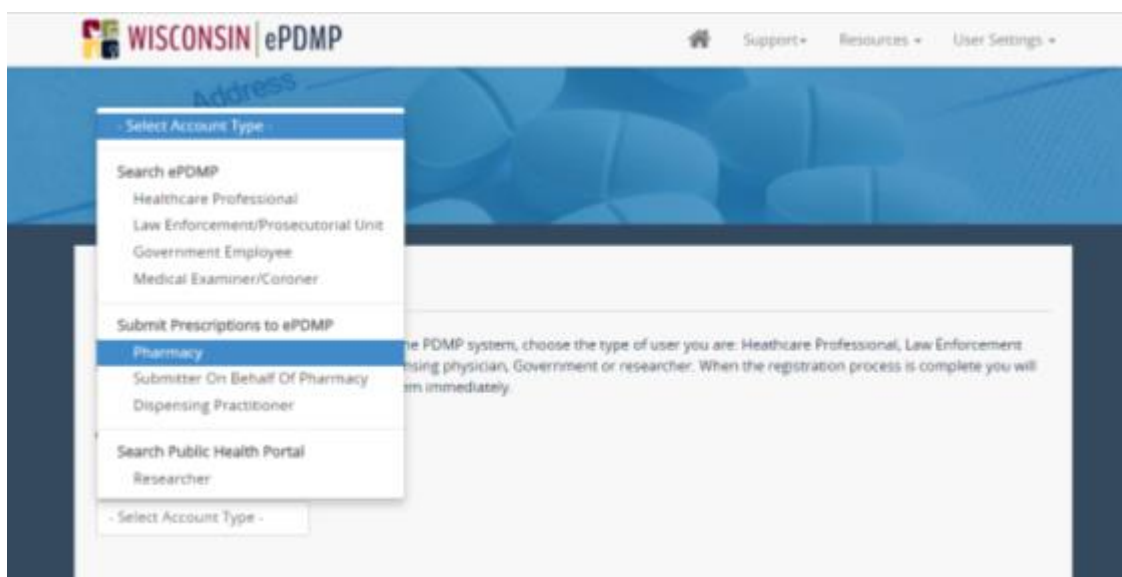 WISCONSIN | ePDMP
Support
Resources
User Settings
Address
- Select Account Type -
Search ePDMP
Healthcare Professional
Law Enforcement/Prosecutorial Unit
Government Employee
Medical Examiner/Coroner
Submit Prescriptions to ePDMP
Pharmacy
Submitter On Behalf Of Pharmacy
Dispensing Practitioner
Search Public Health Portal
Researcher
PDMP system, choose the type of user you are: Heathcare Professional, Law Enforcement
physician, Government or researcher. When the registration process is complete you will
immediately.
- Select Account Type -